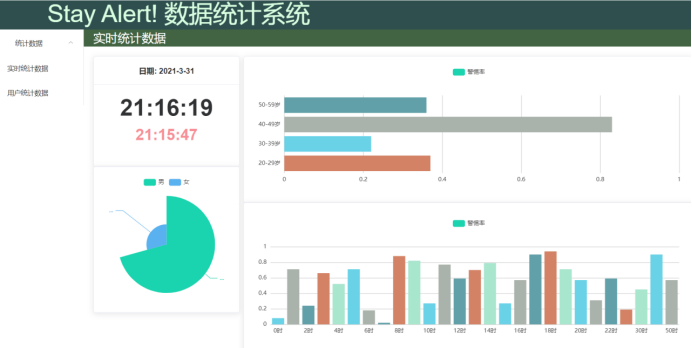 Stay Alert! 数据统计系统
统计数据
实时统计数据
用户统计数据
实时统计数据
日期: 2021-3-31
21:16:19
21:15:47
男 女
警惕率
50-59岁
40-49岁
30-39岁
20-29岁
0 0.2 0.4 0.6 0.8 1
警惕率
1
0.8
0.6
0.4
0.2
0
0时 2时 4时 6时 8时 10时 12时 14时 16时 18时 20时 22时 30时 50时